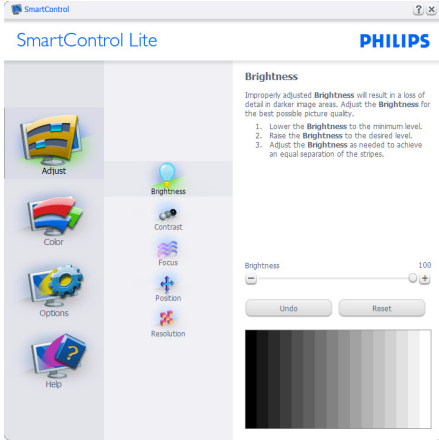 SmartControl
SmartControl Lite
PHILIPS
Adjust
Color
Options
Help
Brightness
Contrast
Focus
Position
Resolution
Brightness
Improperly adjusted Brightness will result in a loss of
detail in darker image areas. Adjust the Brightness for
the best possible picture quality.
1. Lower the Brightness to the minimum level.
2. Raise the Brightness to the desired level.
3. Adjust the Brightness as needed to achieve
an equal separation of the stripes.
Brightness 100
Undo Reset